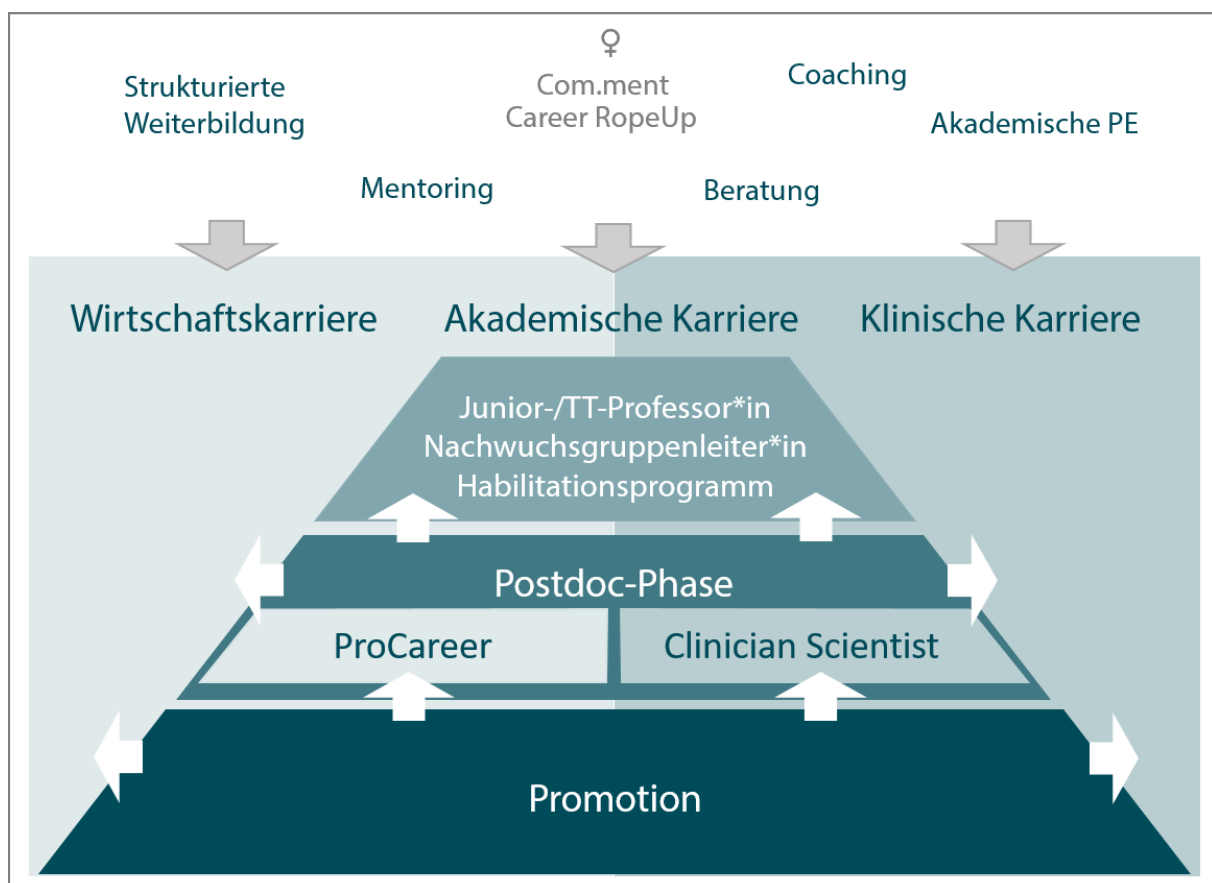 ♀
Com.ment
Career RopeUp
Strukturierte
Weiterbildung
Coaching
Akademische PE
Mentoring
Beratung
Wirtschaftskarriere
Akademische Karriere
Klinische Karriere
Junior-/TT-Professor*in
Nachwuchsgruppenleiter*in
Habilitationsprogramm
Postdoc-Phase
ProCareer
Clinician Scientist
Promotion